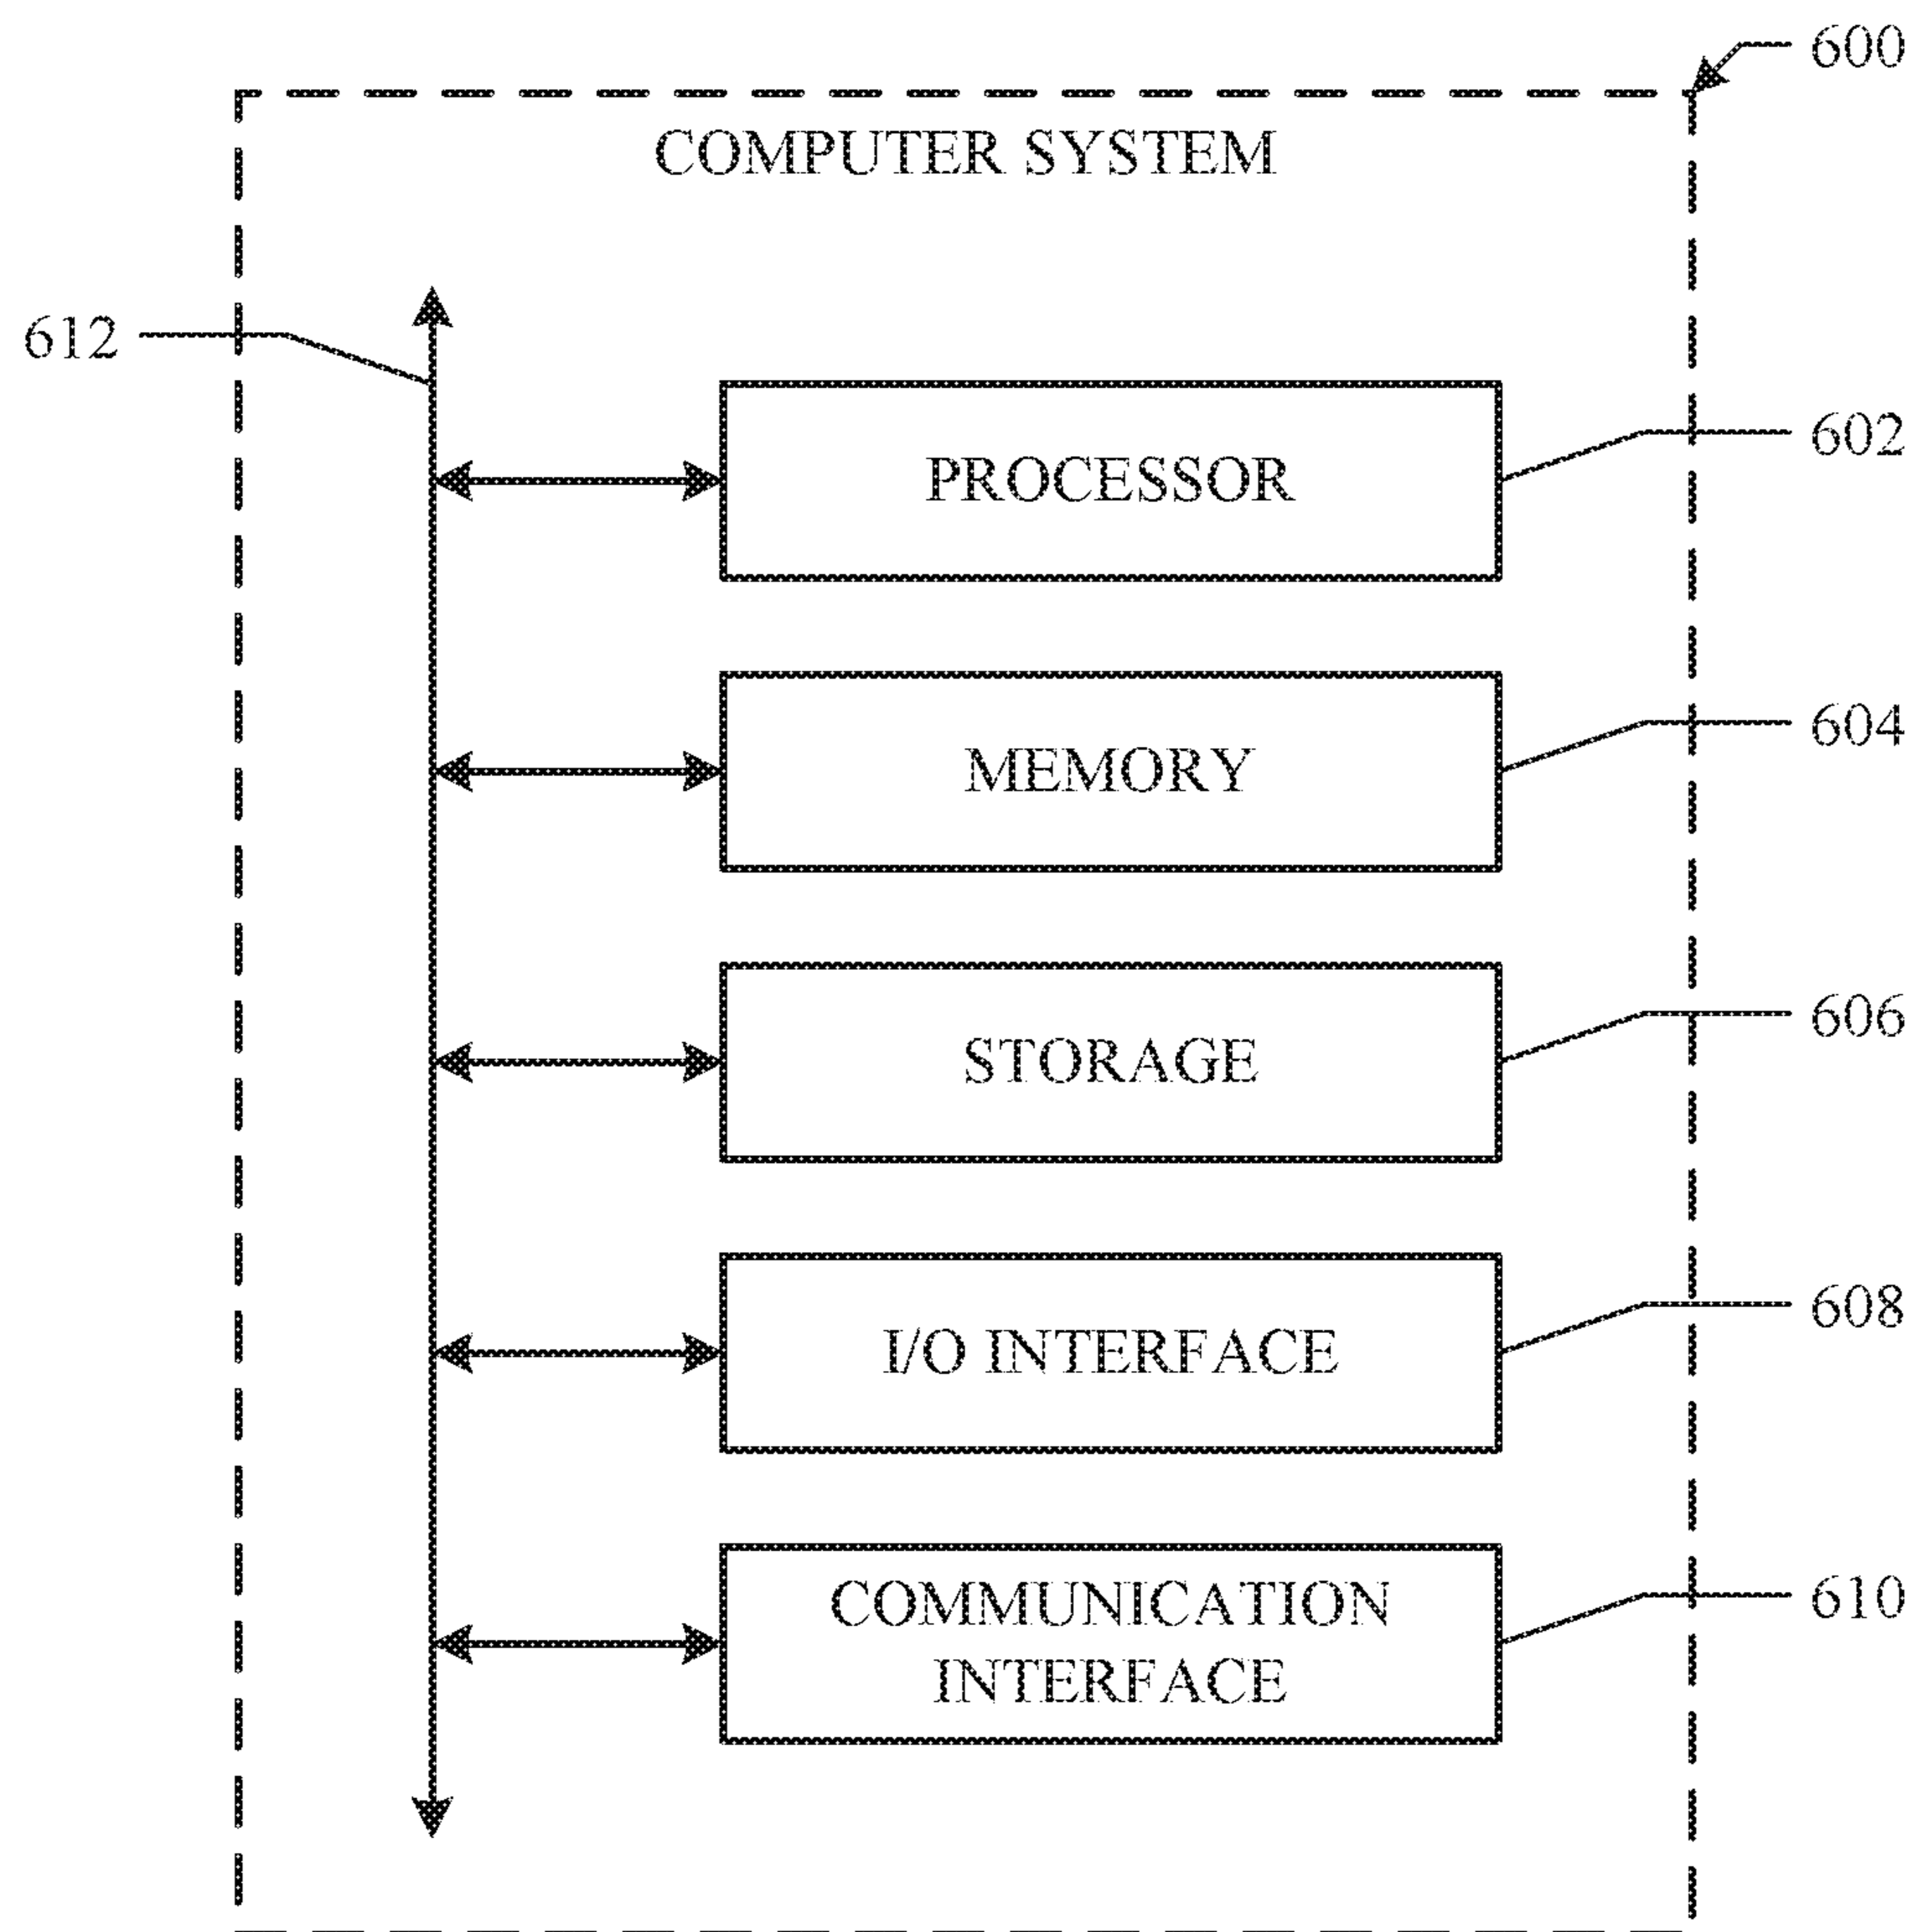 600
COMPUTER SYSTEM
612
602
PROCESSOR
604
MEMORY
606
STORAGE
608
I/O INTERFACE
610
COMMUNICATION
INTERFACE